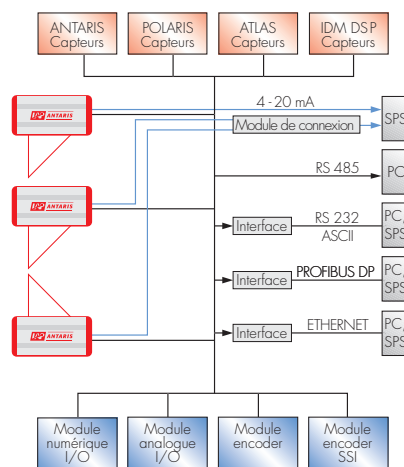 ANTARIS
Capteurs
POLARIS
Capteurs
ATLAS
Capteurs
IDM DSP
Capteurs
4 - 20 mA
ANTARIS
Module de connexion
SPS
RS 485
PC
ANTARIS
Interface
RS 232
ASCII
PC,
SPS
Interface
PROFIBUS DP
PC,
SPS
ANTARIS
Interface
ETHERNET
PC,
SPS
Module
numérique
I/O
Module
analogue
I/O
Module
encoder
Module
encoder
SSI